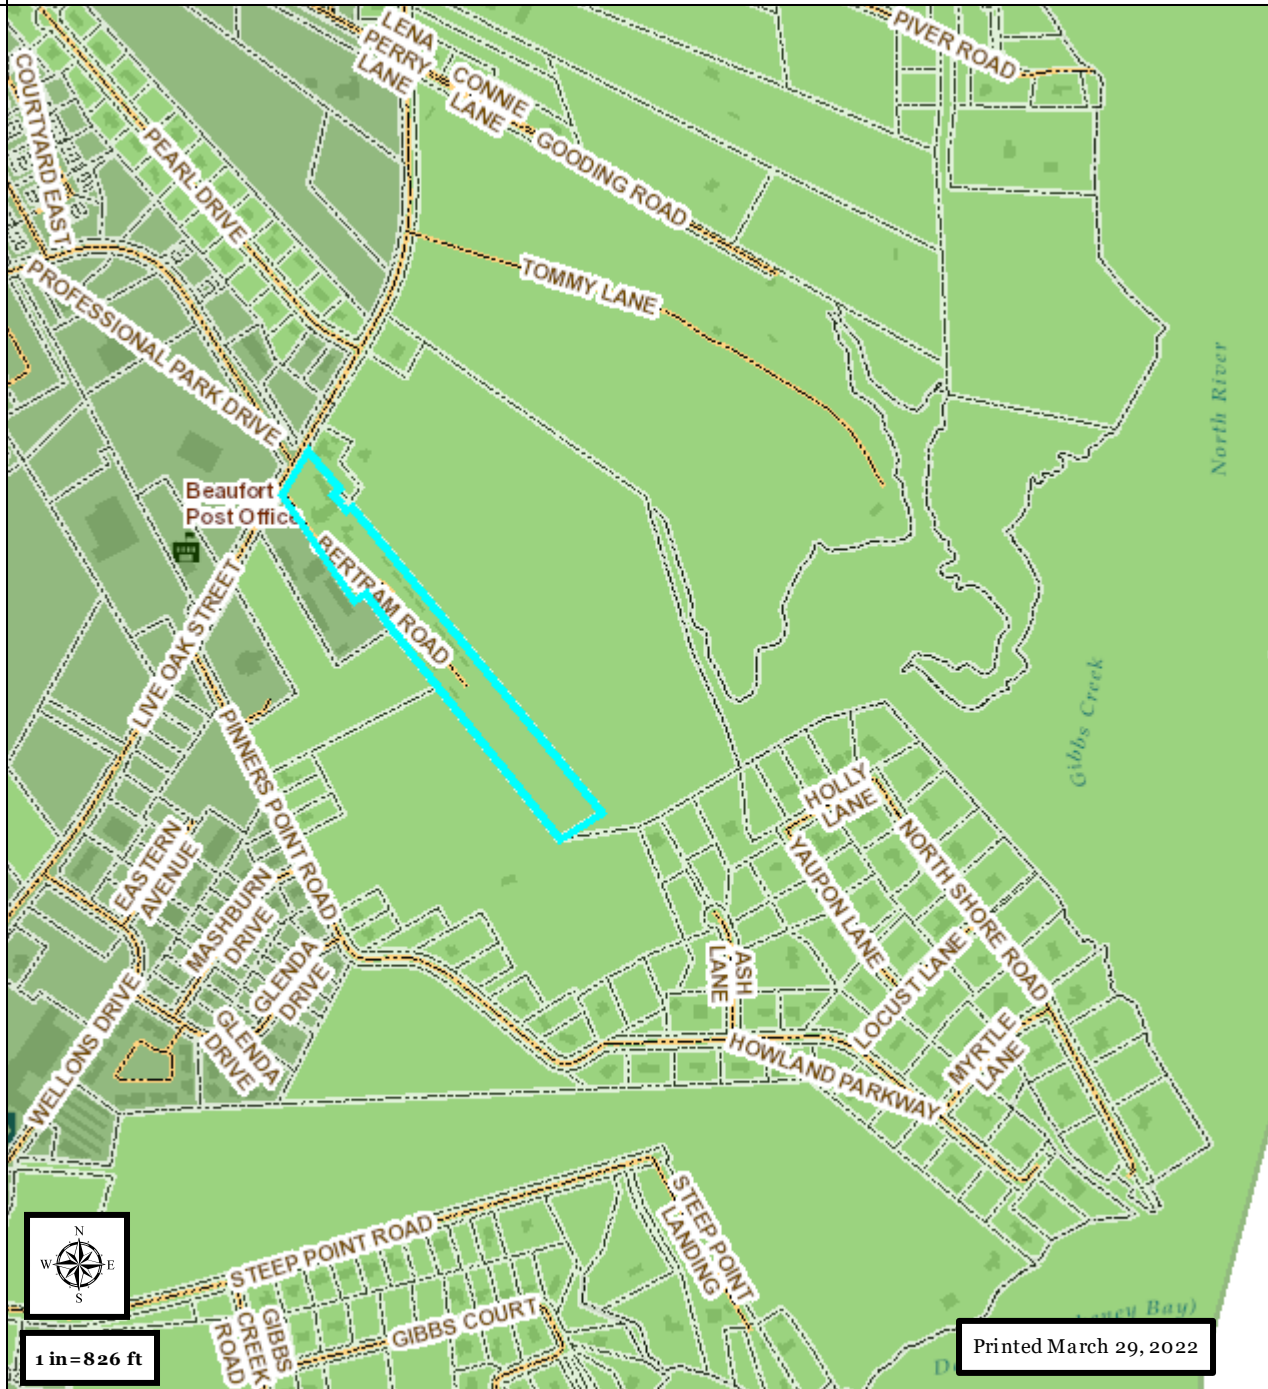 LENA
PERRY
LANE
PIVER ROAD
CONNIE
LANE
COURTYARD EAST
PEARL DRIVE
GOODING ROAD
TOMMY LANE
PROFESSIONAL PARK DRIVE
North River
Beaufort
Post Office
BERTRAM ROAD
LIVE OAK STREET
Gibbs Creek
PINNERS POINT ROAD
HOLLY
LANE
EASTERN
AVENUE
YAUPON LANE
NORTH SHORE ROAD
MASHBURN
DRIVE
GLENDA
DRIVE
ASH
LANE
LOCUST LANE
WELLONS DRIVE
GLENDA
DRIVE
HOWLAND PARKWAY
MYRTLE
LANE
N
W E
S
STEEP POINT ROAD
STEEP POINT
LANDING
GIBBS
CREEK
ROAD
GIBBS COURT
Bay)
1 in=826 ft
Printed March 29, 2022